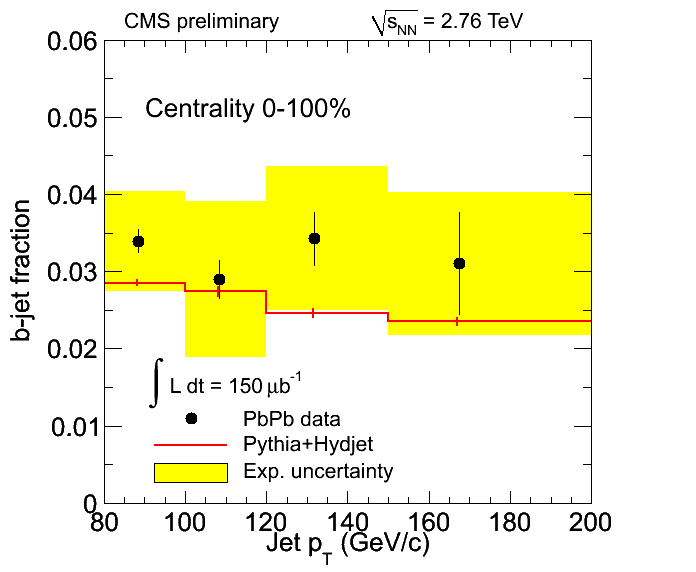 CMS preliminary √s_NN = 2.76 TeV
Centrality 0-100%
b-jet fraction
0.06
0.05
0.04
0.03
0.02
0.01
0
∫ L dt = 150 μb⁻¹
PbPb data
Pythia+Hydjet
Exp. uncertainty
80 100 120 140 160 180 200
Jet p_T (GeV/c)